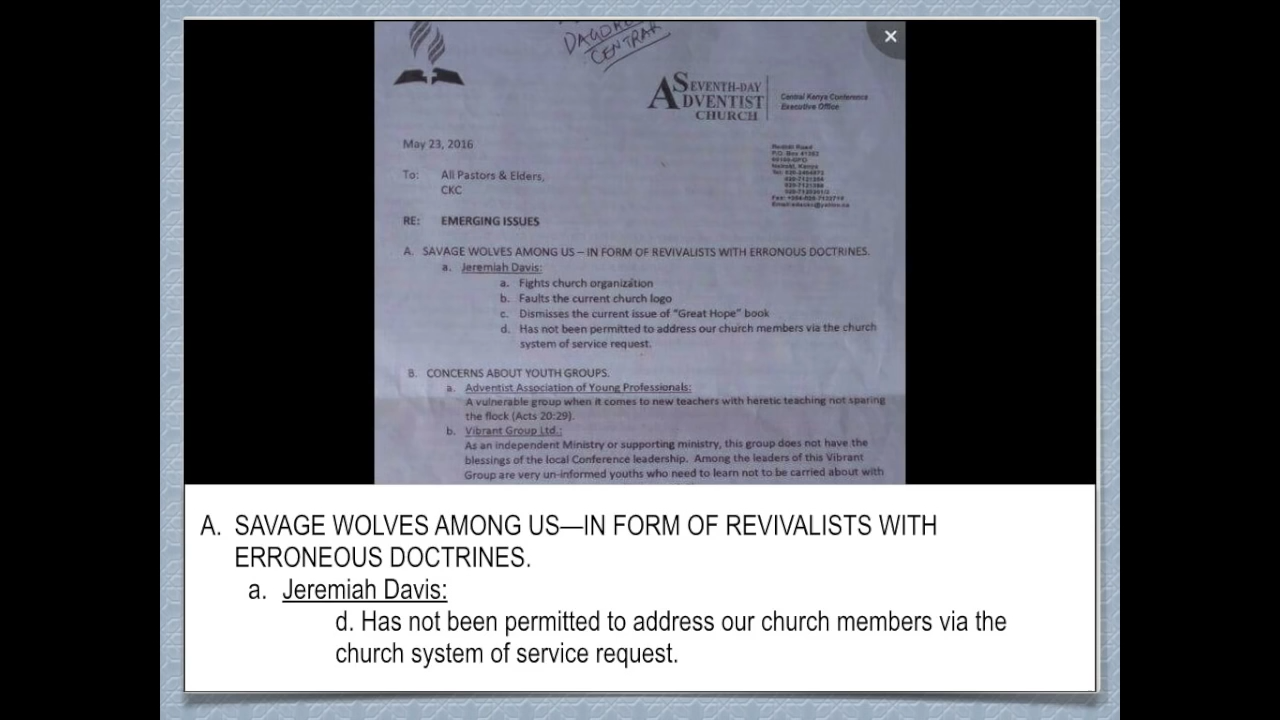 DAGORE
CENTRAR
SEVENTH-DAY
ADVENTIST
CHURCH
Central Kenya Conference
Executive Office
May 23, 2016
P.O. Box
Nairobi, Kenya
To: All Pastors & Elders,
CKC
RE: EMERGING ISSUES
A. SAVAGE WOLVES AMONG US – IN FORM OF REVIVALISTS WITH ERRONOUS DOCTRINES.
a. Jeremiah Davis:
a. Fights church organization
b. Faults the current church logo
c. Dismisses the current issue of "Great Hope" book
d. Has not been permitted to address our church members via the church
system of service request.
B. CONCERNS ABOUT YOUTH GROUPS.
a. Adventist Association of Young Professionals:
A vulnerable group when it comes to new teachers with heretic teaching not sparing
the flock (Acts 20:29).
b. Vibrant Group Ltd.:
As an independent Ministry or supporting ministry, this group does not have the
blessings of the local Conference leadership. Among the leaders of this Vibrant
Group are very un-informed youths who need to learn not to be carried about with
A. SAVAGE WOLVES AMONG US—IN FORM OF REVIVALISTS WITH
ERRONEOUS DOCTRINES.
a. Jeremiah Davis:
d. Has not been permitted to address our church members via the
church system of service request.